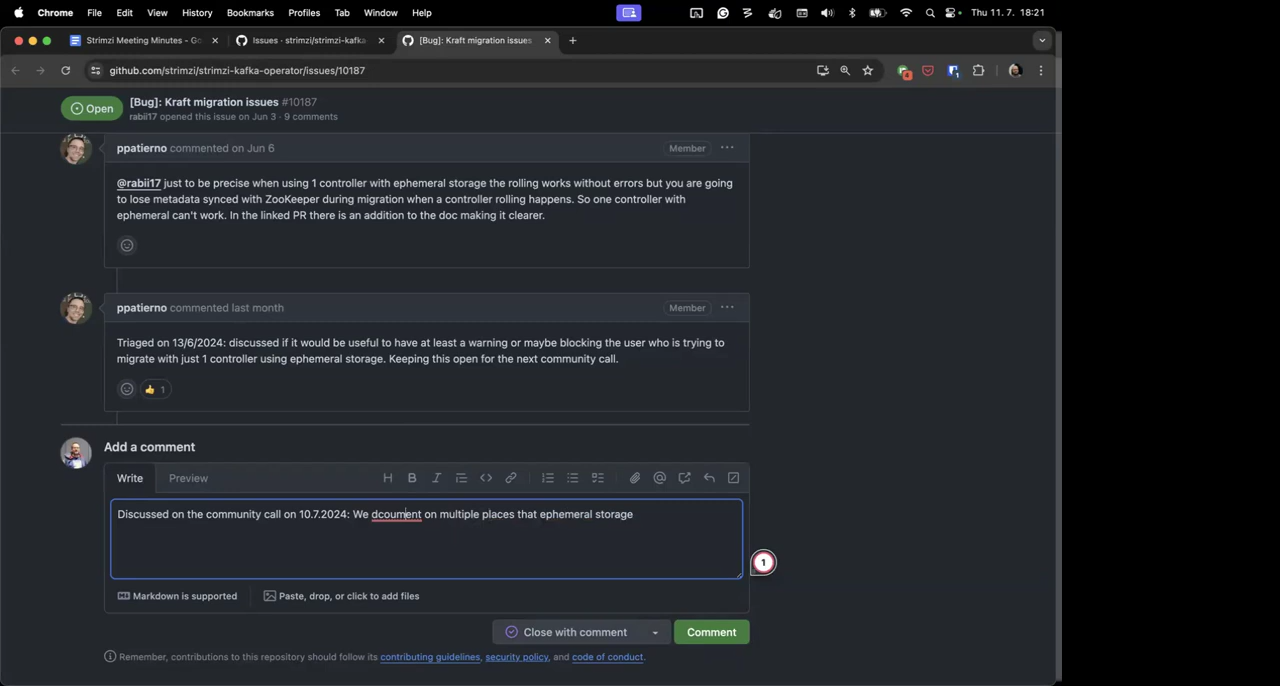 Chrome File Edit View History Bookmarks Profiles Tab Window Help Thu 11. 7. 18:21
Strimzi Meeting Minutes - Go Issues · strimzi/strimzi-kafka [Bug]: Kraft migration issues
github.com/strimzi/strimzi-kafka-operator/issues/10187
Open [Bug]: Kraft migration issues #10187
rabii17 opened this issue on Jun 3 · 9 comments
ppatierno commented on Jun 6 Member
@rabii17 just to be precise when using 1 controller with ephemeral storage the rolling works without errors but you are going
to lose metadata synced with ZooKeeper during migration when a controller rolling happens. So one controller with
ephemeral can't work. In the linked PR there is an addition to the doc making it clearer.
ppatierno commented last month Member
Triaged on 13/6/2024: discussed if it would be useful to have at least a warning or maybe blocking the user who is trying to
migrate with just 1 controller using ephemeral storage. Keeping this open for the next community call.
1
Add a comment
Write Preview
Discussed on the community call on 10.7.2024: We dcoument on multiple places that ephemeral storage
1
Markdown is supported Paste, drop, or click to add files
Close with comment Comment
Remember, contributions to this repository should follow its contributing guidelines, security policy, and code of conduct.